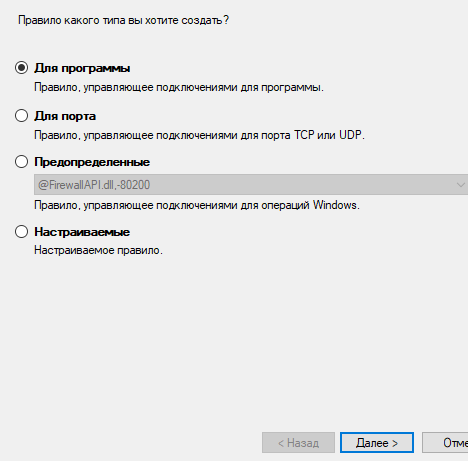 Правило какого типа вы хотите создать?
Для программы
Правило, управляющее подключениями для программы.
Для порта
Правило, управляющее подключениями для порта TCP или UDP.
Предопределенные
@FirewallAPI.dll,-80200
Правило, управляющее подключениями для операций Windows.
Настраиваемые
Настраиваемое правило.
< Назад Далее > Отме